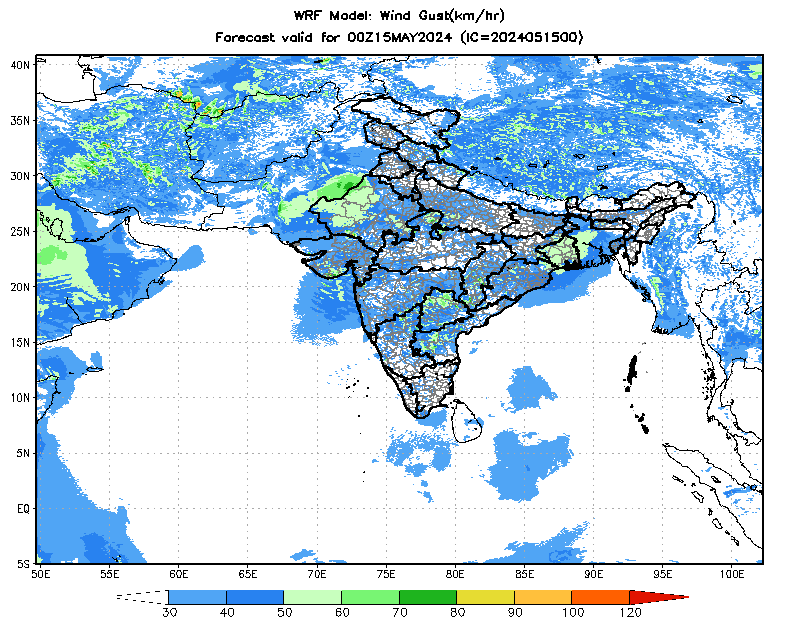 WRF Model: Wind Gust(km/hr)
Forecast valid for 00Z15MAY2024 (IC=2024051500)
40N
35N
30N
25N
20N
15N
10N
5N
EQ
5S
50E 55E 60E 65E 70E 75E 80E 85E 90E 95E 100E
30 40 50 60 70 80 90 100 120